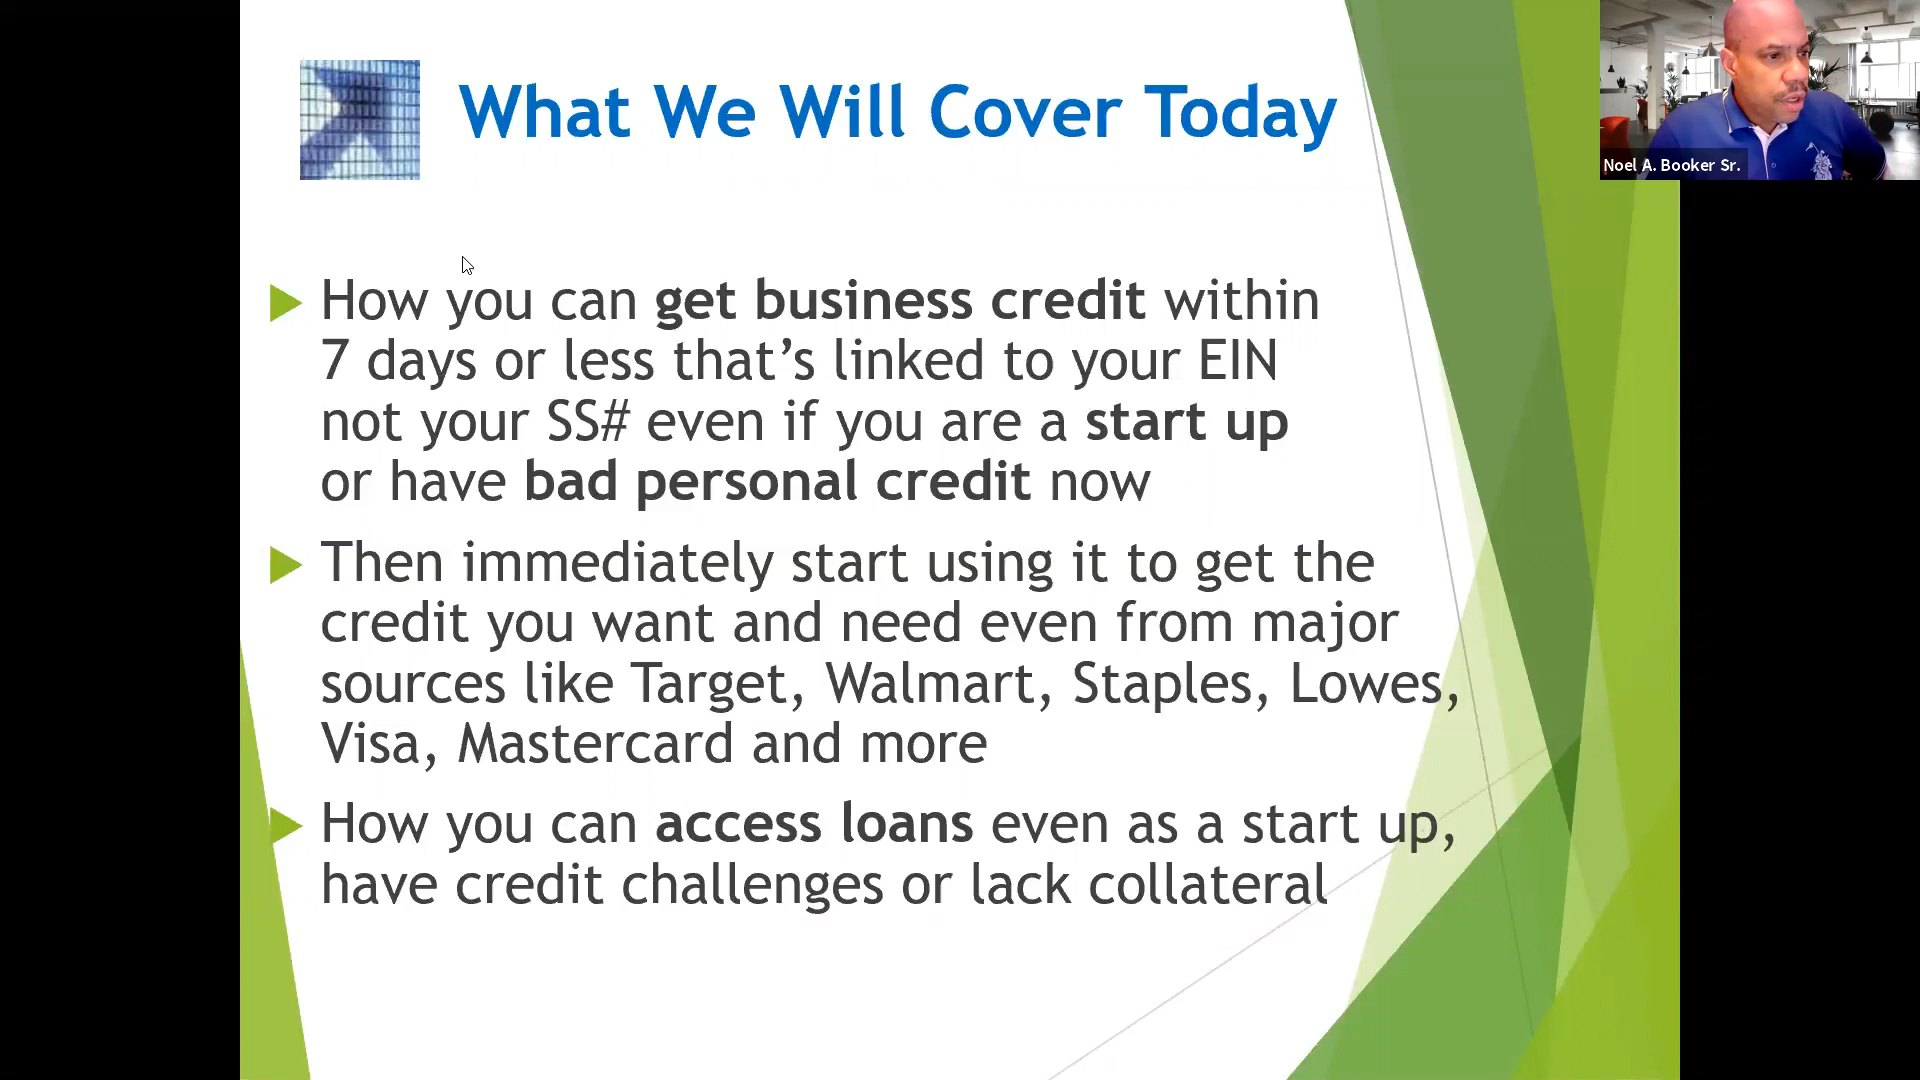 What We Will Cover Today
Noel A. Booker Sr.
How you can get business credit within
7 days or less that’s linked to your EIN
not your SS# even if you are a start up
or have bad personal credit now
Then immediately start using it to get the
credit you want and need even from major
sources like Target, Walmart, Staples, Lowes,
Visa, Mastercard and more
How you can access loans even as a start up,
have credit challenges or lack collateral